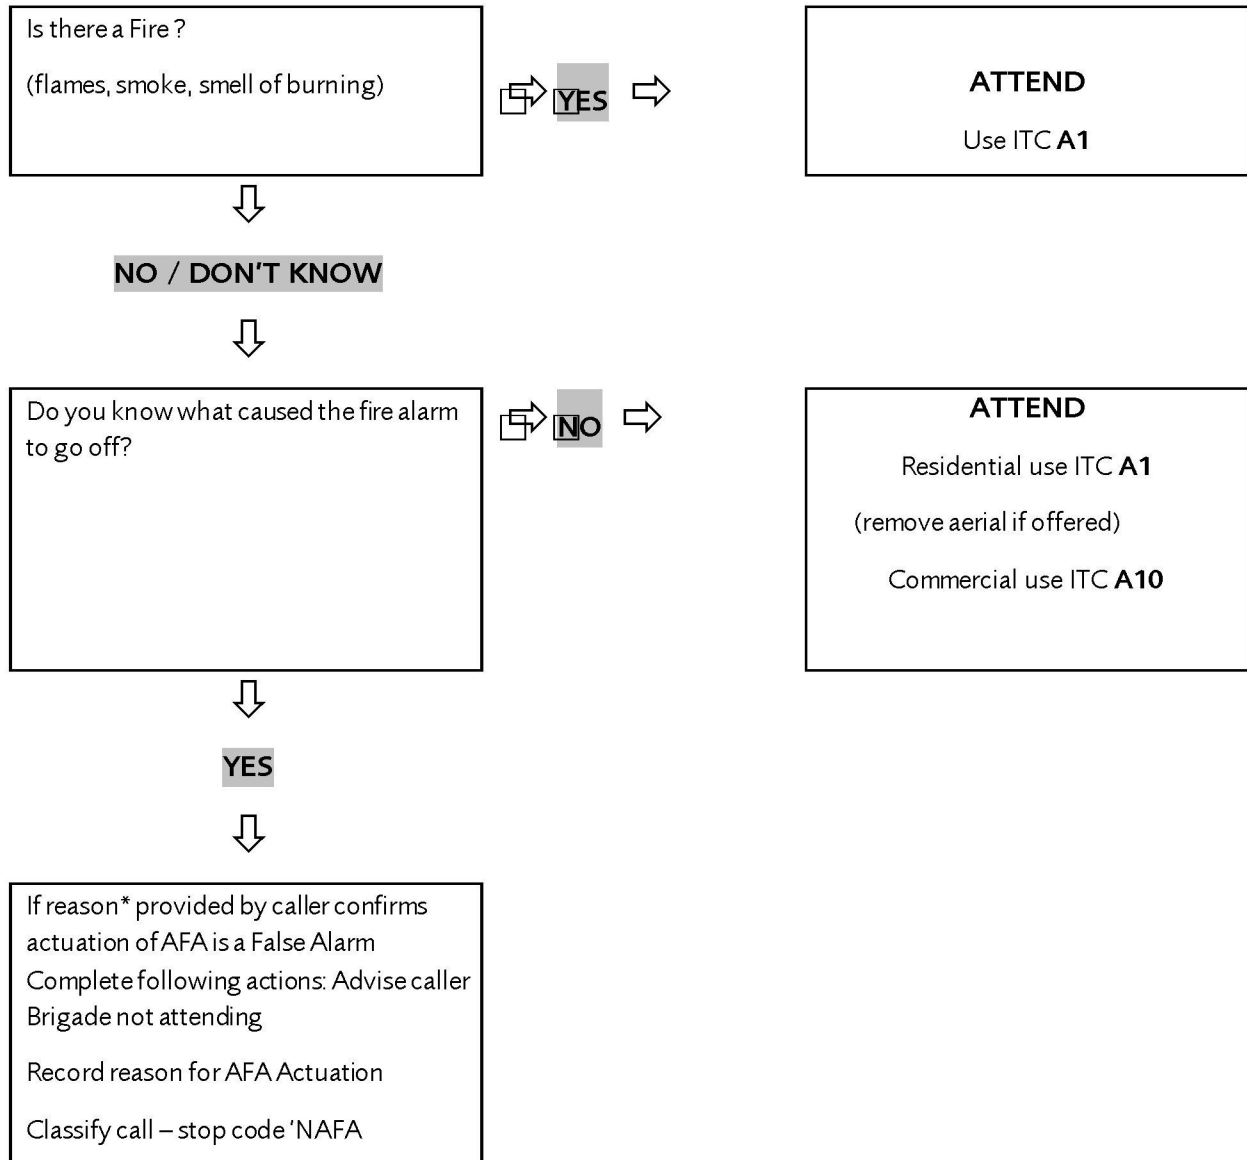 Is there a Fire ?
(flames, smoke, smell of burning)
YES
ATTEND
Use ITC A1
NO / DON'T KNOW
Do you know what caused the fire alarm
to go off?
NO
ATTEND
Residential use ITC A1
(remove aerial if offered)
Commercial use ITC A10
YES
If reason* provided by caller confirms
actuation of AFA is a False Alarm
Complete following actions: Advise caller
Brigade not attending
Record reason for AFA Actuation
Classify call – stop code 'NAFA